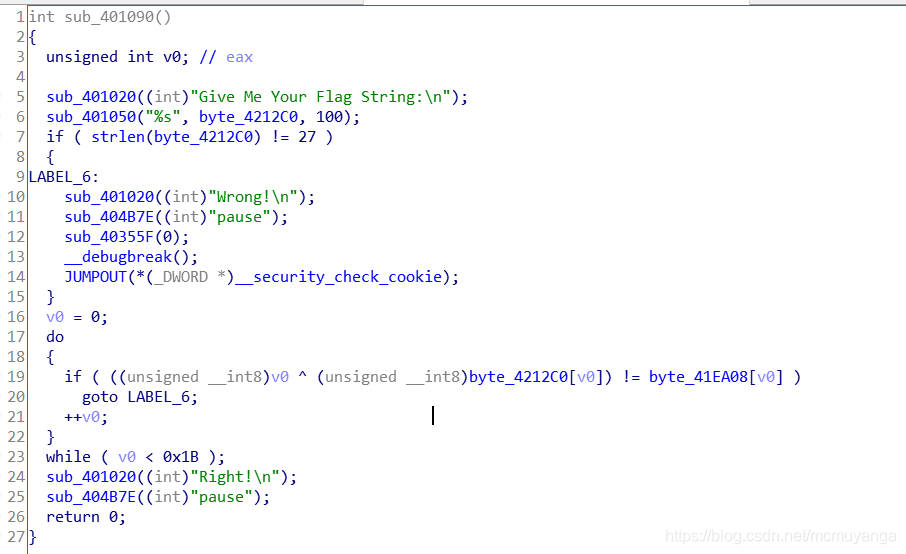 1 int sub_401090()
2 {
3 unsigned int v0; // eax
4
5 sub_401020((int)"Give Me Your Flag String:\n");
6 sub_401050("%s", byte_4212C0, 100);
7 if ( strlen(byte_4212C0) != 27 )
8 {
9 LABEL_6:
10 sub_401020((int)"Wrong!\n");
11 sub_404B7E((int)"pause");
12 sub_40355F(0);
13 __debugbreak();
14 JUMPOUT(*(_DWORD *)__security_check_cookie);
15 }
16 v0 = 0;
17 do
18 {
19 if ( ((unsigned __int8)v0 ^ (unsigned __int8)byte_4212C0[v0]) != byte_41EA08[v0] )
20 goto LABEL_6;
21 ++v0;
22 }
23 while ( v0 < 0x1B );
24 sub_401020((int)"Right!\n");
25 sub_404B7E((int)"pause");
26 return 0;
27 }
https://blog.csdn.net/mcmuyanga